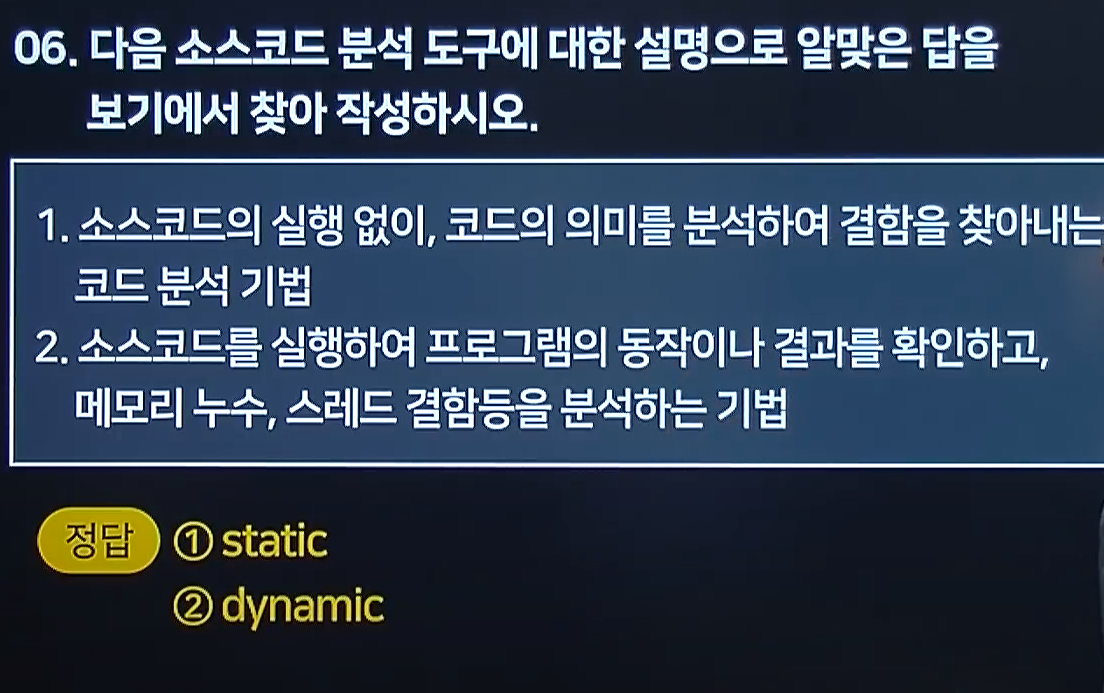 06. 다음 소스코드 분석 도구에 대한 설명으로 알맞은 답을
보기에서 찾아 작성하시오.
1. 소스코드의 실행 없이, 코드의 의미를 분석하여 결함을 찾아내는
코드 분석 기법
2. 소스코드를 실행하여 프로그램의 동작이나 결과를 확인하고,
메모리 누수, 스레드 결함등을 분석하는 기법
정답 ① static
② dynamic